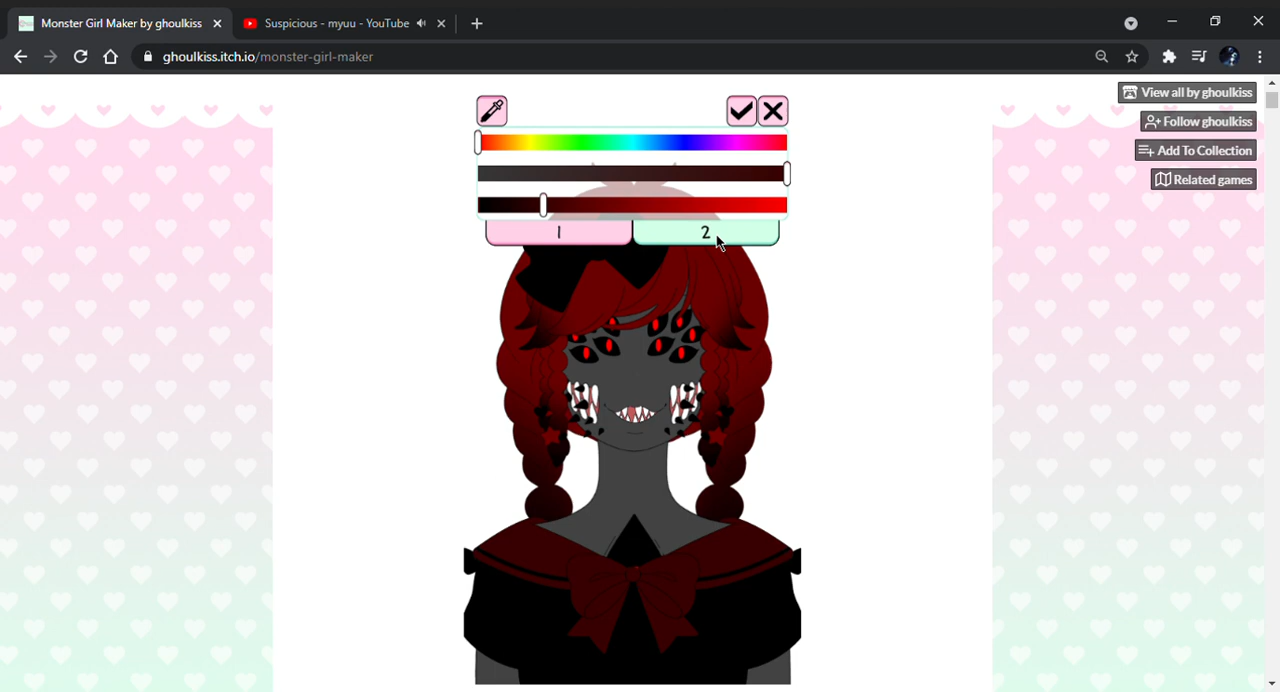 Monster Girl Maker by ghoulkiss
Suspicious - myuu - YouTube
ghoulkiss.itch.io/monster-girl-maker
View all by ghoulkiss
Follow ghoulkiss
Add To Collection
Related games
1
2